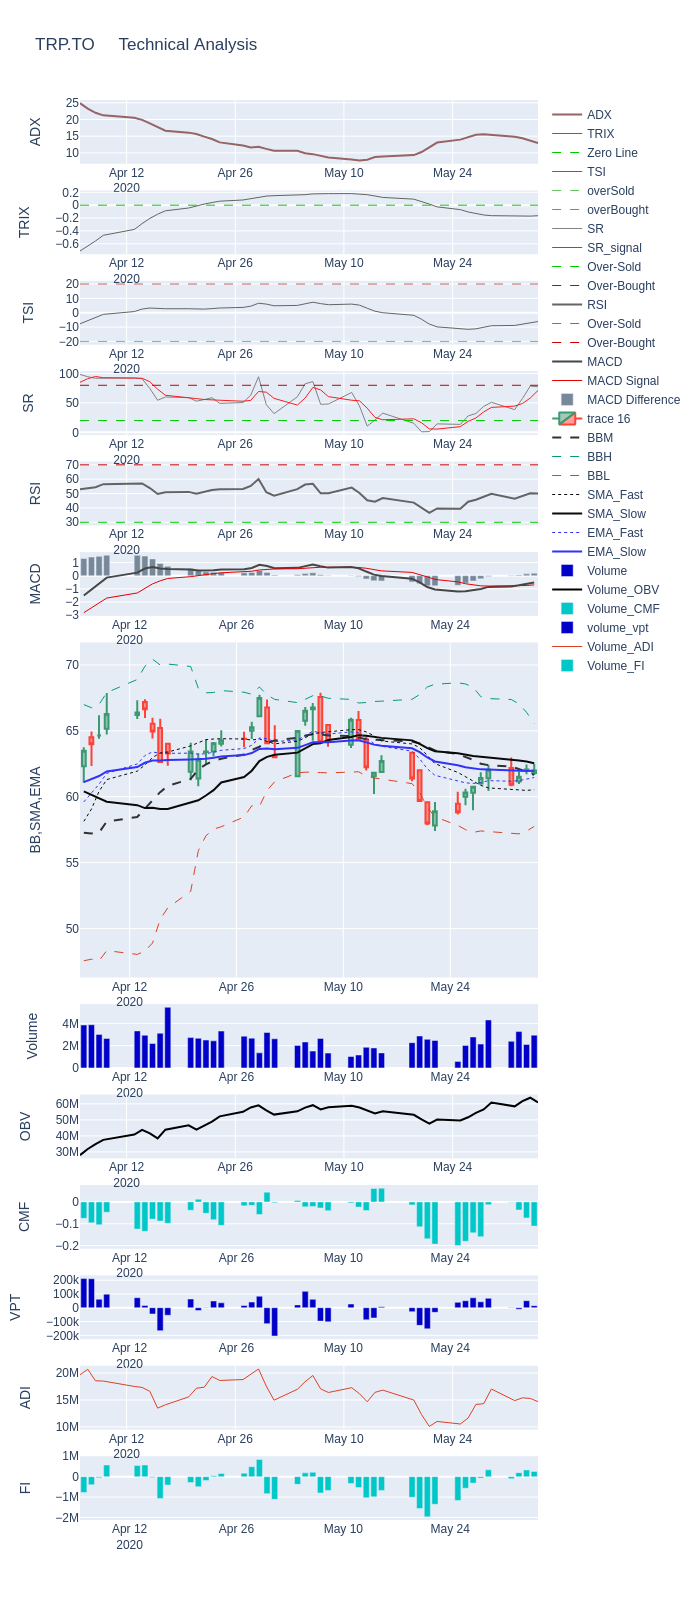 TRP.TO     Technical Analysis
ADX
25
20
15
10
Apr 12
2020
Apr 26
May 10
May 24
TRIX
0.2
0
−0.2
−0.4
−0.6
Apr 12
2020
Apr 26
May 10
May 24
TSI
20
10
0
−10
−20
Apr 12
2020
Apr 26
May 10
May 24
SR
100
50
0
Apr 12
2020
Apr 26
May 10
May 24
RSI
70
60
50
40
30
Apr 12
2020
Apr 26
May 10
May 24
MACD
1
0
−1
−2
−3
Apr 12
2020
Apr 26
May 10
May 24
BB,SMA,EMA
70
65
60
55
50
Apr 12
2020
Apr 26
May 10
May 24
Volume
4M
2M
0
Apr 12
2020
Apr 26
May 10
May 24
OBV
60M
50M
40M
30M
Apr 12
2020
Apr 26
May 10
May 24
CMF
0
−0.1
−0.2
Apr 12
2020
Apr 26
May 10
May 24
VPT
200k
100k
0
−100k
−200k
Apr 12
2020
Apr 26
May 10
May 24
ADI
20M
15M
10M
Apr 12
2020
Apr 26
May 10
May 24
FI
1M
0
−1M
−2M
Apr 12
2020
Apr 26
May 10
May 24
ADX
TRIX
Zero Line
TSI
overSold
overBought
SR
SR_signal
Over-Sold
Over-Bought
RSI
Over-Sold
Over-Bought
MACD
MACD Signal
MACD Difference
trace 16
BBM
BBH
BBL
SMA_Fast
SMA_Slow
EMA_Fast
EMA_Slow
Volume
Volume_OBV
Volume_CMF
volume_vpt
Volume_ADI
Volume_FI